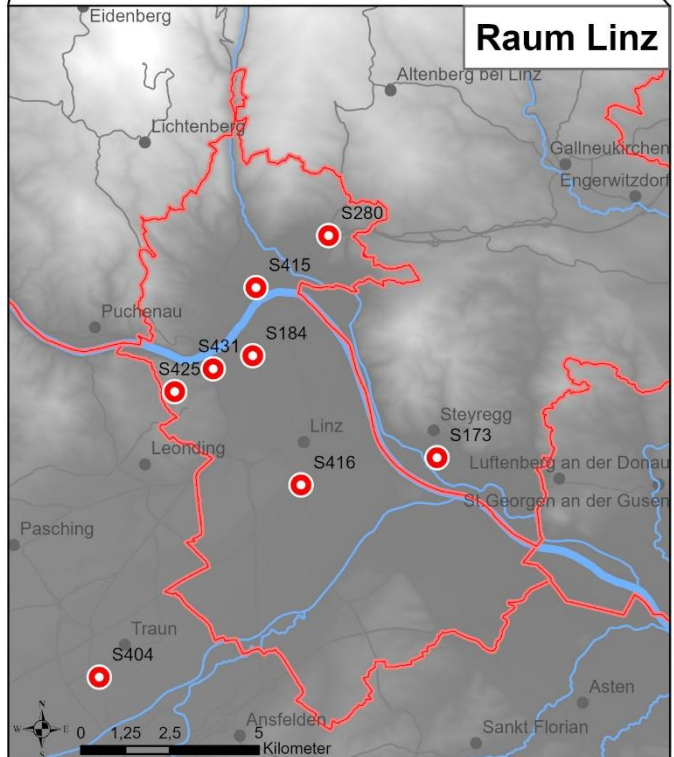 Eidenberg
Raum Linz
Altenberg bei Linz
Lichtenberg
Gallneukirchen
Engerwitzdorf
S280
S415
Puchenau
S184
S431
S425
Steyregg
Linz
S173
Leonding
Luftenberg an der Donau
S416
St.Georgen an der Gusen
Pasching
Traun
S404
Asten
N
W E
S
Ansfelden
Sankt Florian
0 1,25 2,5 5
Kilometer